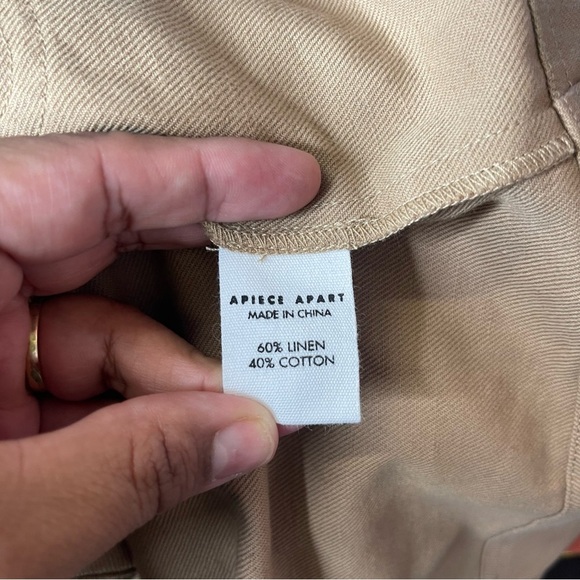 APIECE APART
MADE IN CHINA
60% LINEN
40% COTTON